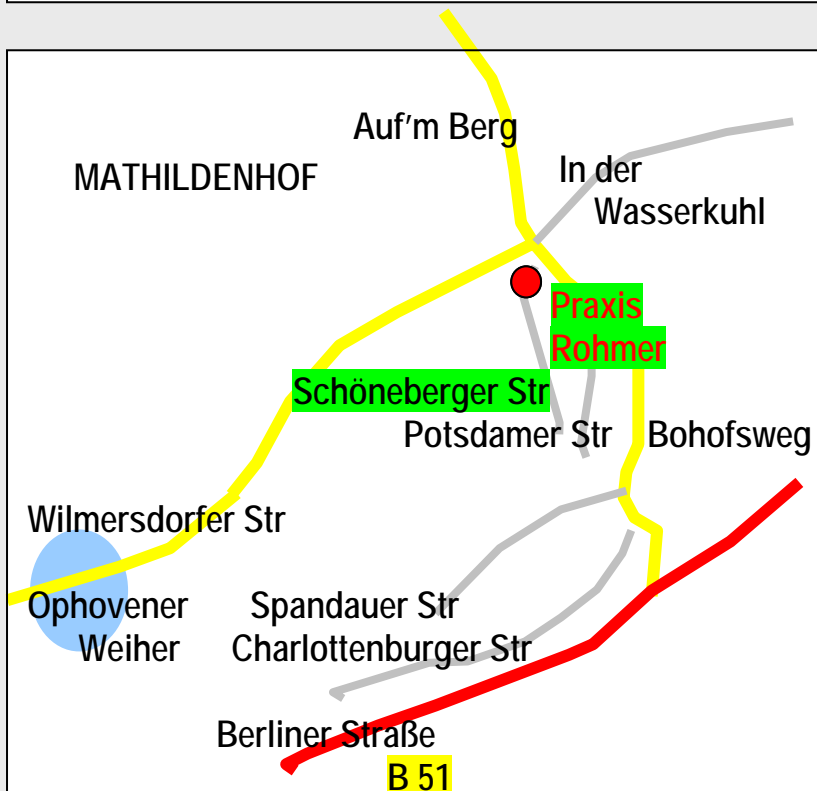 Auf'm Berg
MATHILDENHOF
In der
Wasserkuhl
Praxis
Rohmer
Schöneberger Str
Potsdamer Str
Bohofsweg
Wilmersdorfer Str
Ophovener
Weiher
Spandauer Str
Charlottenburger Str
Berliner Straße
B 51